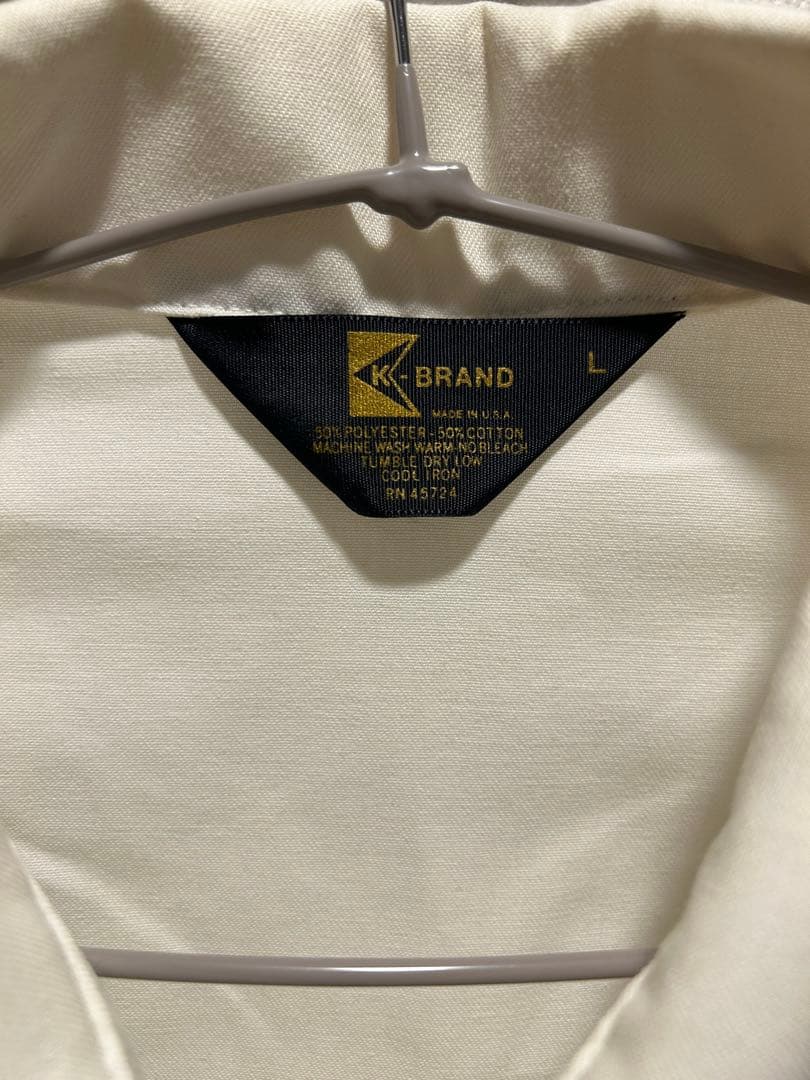 K-BRAND
L
MADE IN U.S.A.
50% POLYESTER - 50% COTTON
MACHINE WASH WARM-NO BLEACH
TUMBLE DRY LOW
COOL IRON
RN 45724